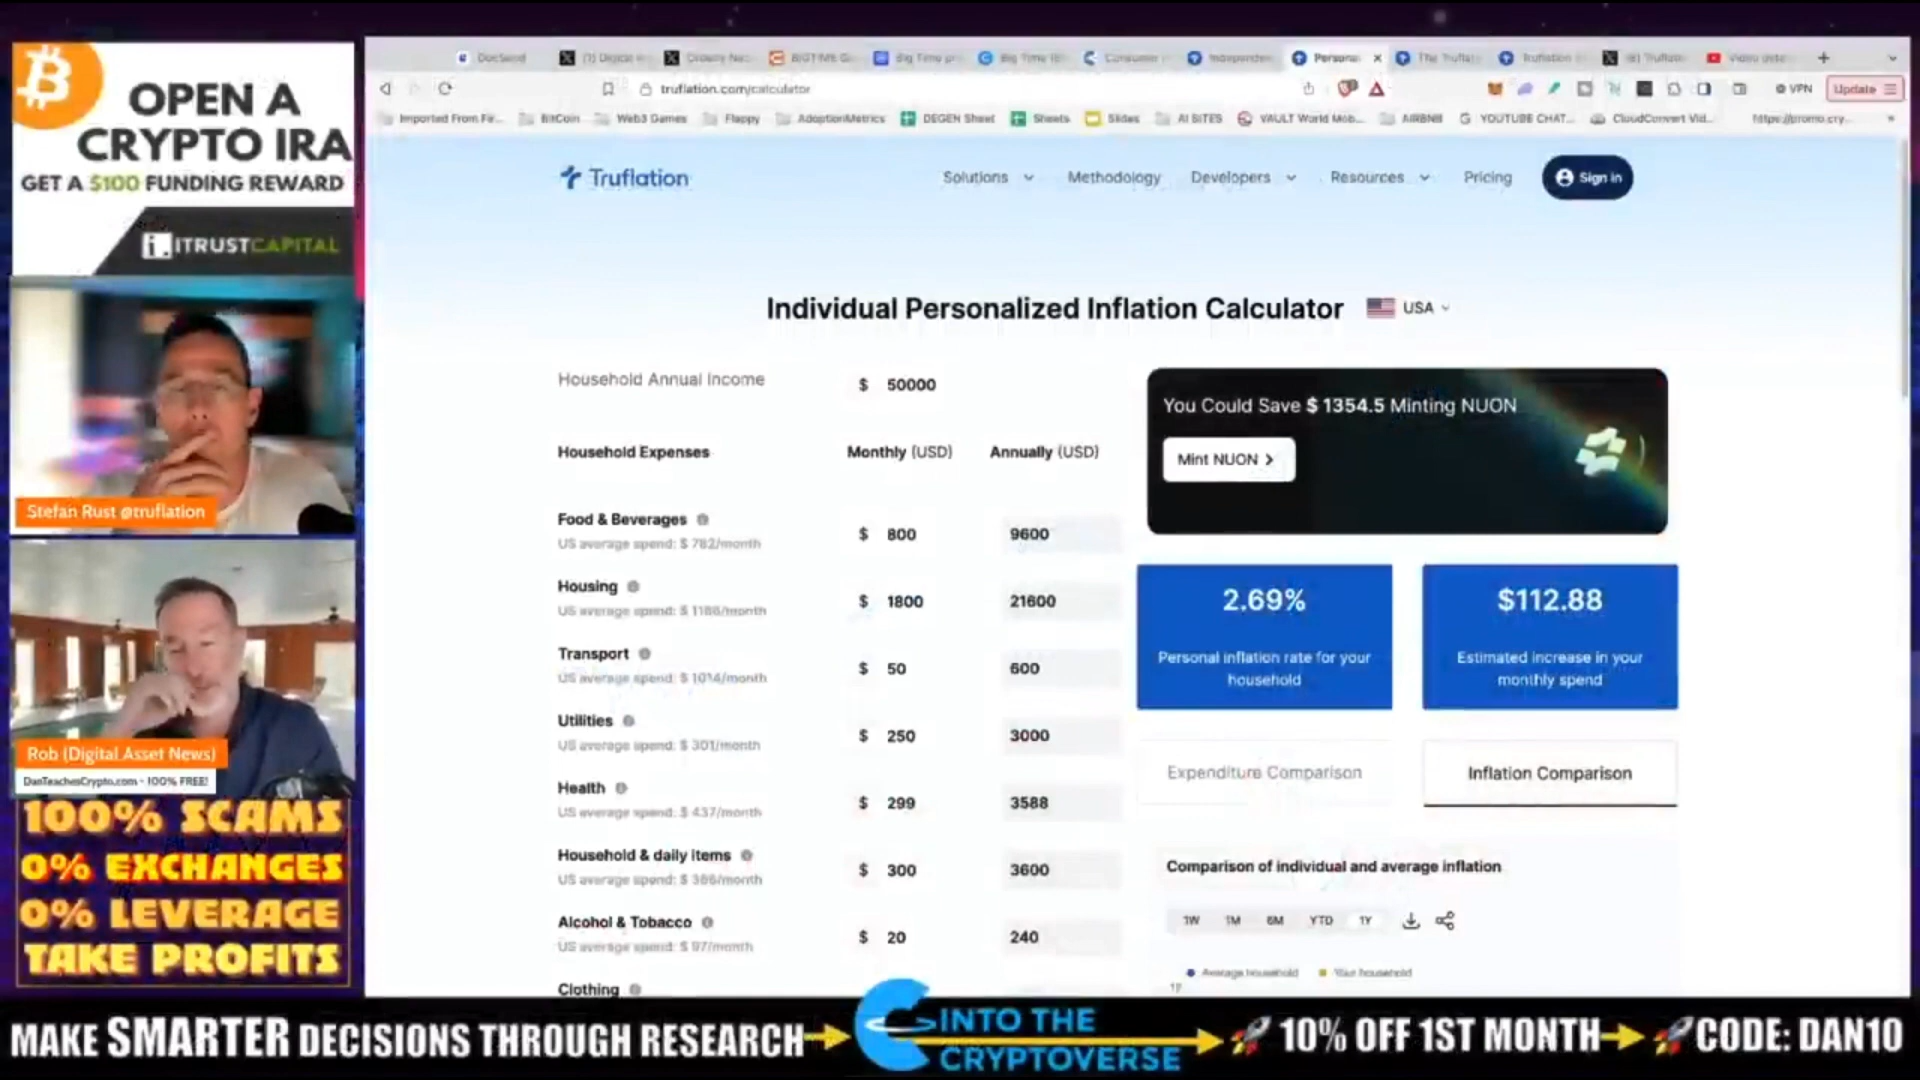 OPEN A
CRYPTO IRA
GET A $100 FUNDING REWARD
ITRUSTCAPITAL
Stefan Rust @truflation
Rob (Digital Asset News)
DanTeachesCrypto.com - 100% FREE!
100% SCAMS
0% EXCHANGES
0% LEVERAGE
TAKE PROFITS
DocSend
truflation.com/calculator
VPN
Update
Imported From Fi...
BitCoin
Web3 Games
Flappy
AdoptionMetrics
DEGEN Sheet
Sheets
Slides
AI SITES
VAULT World Mob...
AIRBNB
YOUTUBE CHAT...
CloudConvert Vid...
https://promo.cry...
Truflation
Solutions
Methodology
Developers
Resources
Pricing
Sign in
Individual Personalized Inflation Calculator
USA
Household Annual Income
$ 50000
Household Expenses
Monthly (USD)
Annually (USD)
Food & Beverages
US average spend: $ 782/month
$ 800
9600
Housing
US average spend: $ 1186/month
$ 1800
21600
Transport
US average spend: $ 1014/month
$ 50
600
Utilities
US average spend: $ 301/month
$ 250
3000
Health
US average spend: $ 437/month
$ 299
3588
Household & daily items
US average spend: $ 386/month
$ 300
3600
Alcohol & Tobacco
US average spend: $ 97/month
$ 20
240
Clothing
You Could Save $ 1354.5 Minting NUON
Mint NUON >
2.69%
Personal inflation rate for your
household
$112.88
Estimated increase in your
monthly spend
Expenditure Comparison
Inflation Comparison
Comparison of individual and average inflation
1W
1M
6M
YTD
1Y
Average household
Your household
MAKE SMARTER DECISIONS THROUGH RESEARCH
INTO THE
CRYPTOVERSE
10% OFF 1ST MONTH
CODE: DAN10